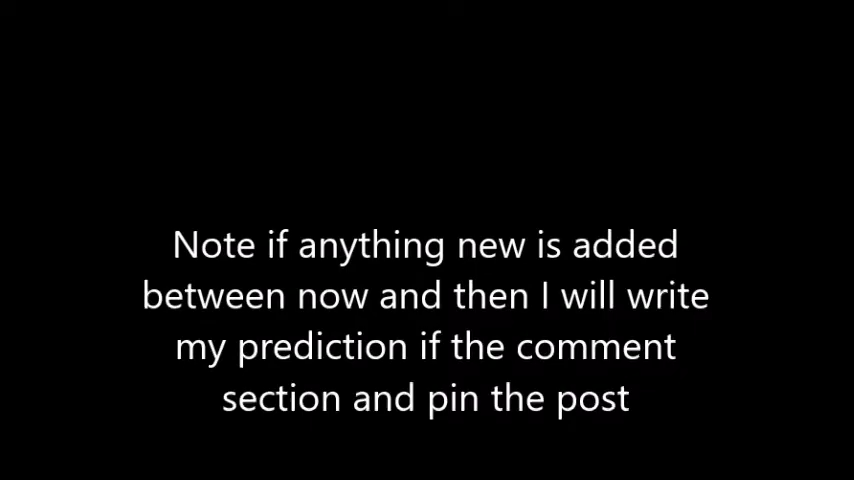 Note if anything new is added
between now and then I will write
my prediction if the comment
section and pin the post